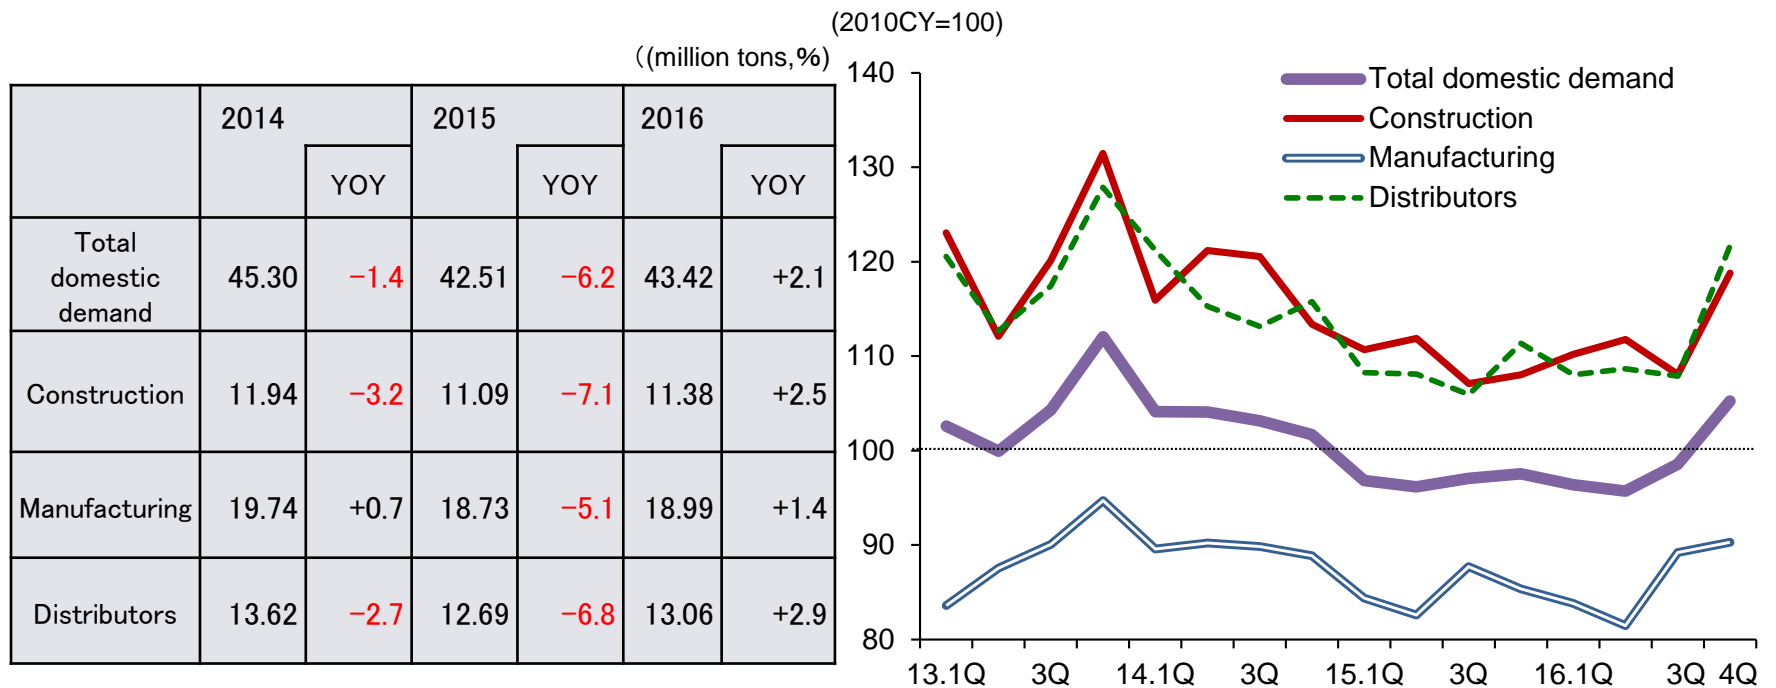 (2010CY=100)
（(million tons,%)
2014 2015 2016
YOY YOY YOY
Total
domestic
demand
45.30 −1.4 42.51 −6.2 43.42 +2.1
Construction 11.94 −3.2 11.09 −7.1 11.38 +2.5
Manufacturing 19.74 +0.7 18.73 −5.1 18.99 +1.4
Distributors 13.62 −2.7 12.69 −6.8 13.06 +2.9
140
130
120
110
100
90
80
Total domestic demand
Construction
Manufacturing
Distributors
13.1Q 3Q 14.1Q 3Q 15.1Q 3Q 16.1Q 3Q 4Q